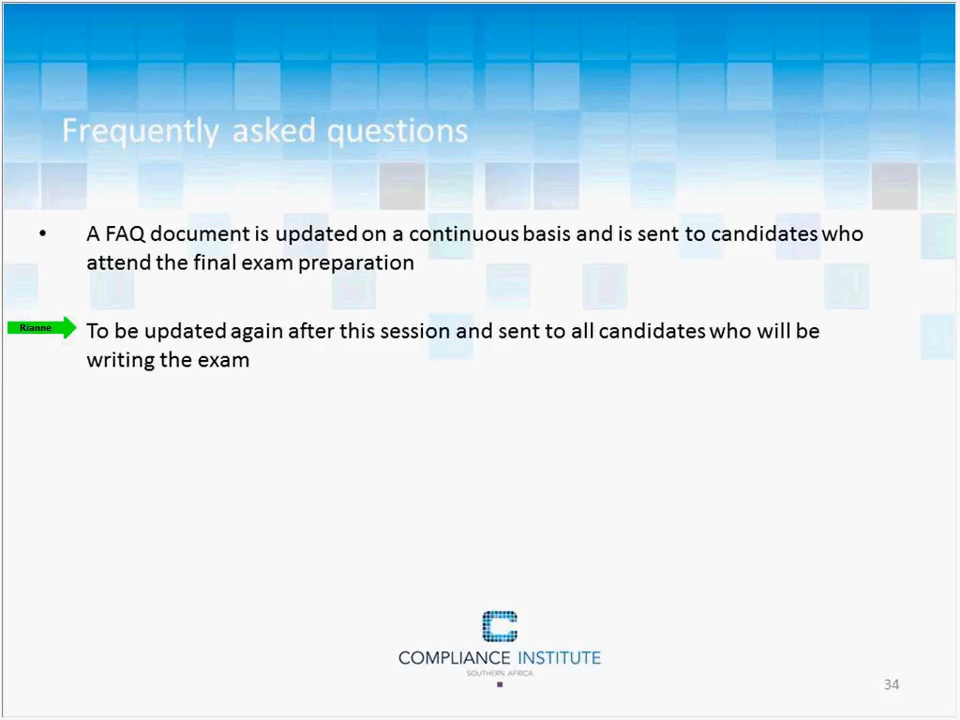 Frequently asked questions
• A FAQ document is updated on a continuous basis and is sent to candidates who
attend the final exam preparation
Rianne
To be updated again after this session and sent to all candidates who will be
writing the exam
COMPLIANCE INSTITUTE
SOUTHERN AFRICA
34